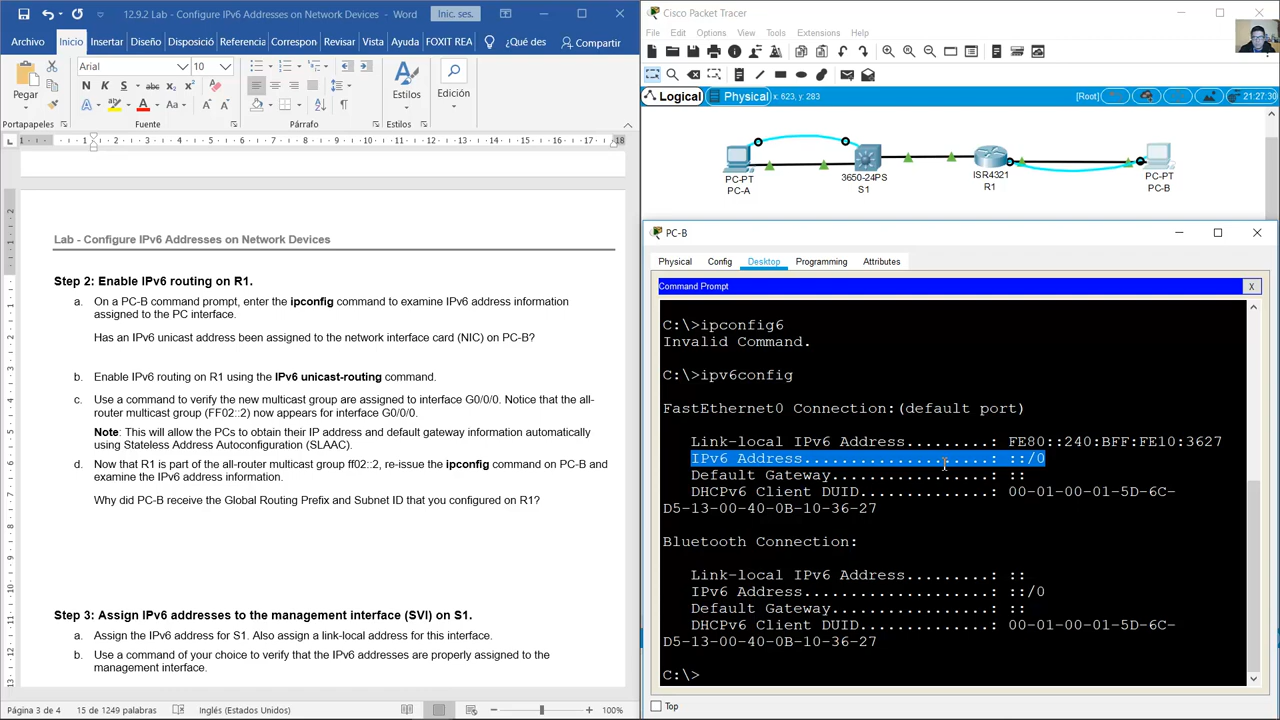 12.9.2 Lab - Configure IPv6 Addresses on Network Devices - Word
Inic. ses.
Archivo Inicio Insertar Diseño Disposició Referencia Correspon Revisar Vista Ayuda FOXIT REA ¿Qué des Compartir
Pegar
Arial 10
N K S abc x₂ x²
A Aa A A
Estilos
Edición
Portapapeles Fuente Párrafo Estilos
Lab - Configure IPv6 Addresses on Network Devices
Step 2: Enable IPv6 routing on R1.
a. On a PC-B command prompt, enter the ipconfig command to examine IPv6 address information
assigned to the PC interface.
Has an IPv6 unicast address been assigned to the network interface card (NIC) on PC-B?
b. Enable IPv6 routing on R1 using the IPv6 unicast-routing command.
c. Use a command to verify the new multicast group are assigned to interface G0/0/0. Notice that the all-
router multicast group (FF02::2) now appears for interface G0/0/0.
Note: This will allow the PCs to obtain their IP address and default gateway information automatically
using Stateless Address Autoconfiguration (SLAAC).
d. Now that R1 is part of the all-router multicast group ff02::2, re-issue the ipconfig command on PC-B and
examine the IPv6 address information.
Why did PC-B receive the Global Routing Prefix and Subnet ID that you configured on R1?
Step 3: Assign IPv6 addresses to the management interface (SVI) on S1.
a. Assign the IPv6 address for S1. Also assign a link-local address for this interface.
b. Use a command of your choice to verify that the IPv6 addresses are properly assigned to the
management interface.
Página 3 de 4 15 de 1249 palabras Inglés (Estados Unidos) 100%
Cisco Packet Tracer
File Edit Options View Tools Extensions Help
Logical Physical x: 623, y: 283 [Root] 21:27:30
PC-PT
PC-A
3650-24PS
S1
ISR4321
R1
PC-PT
PC-B
PC-B
Physical Config Desktop Programming Attributes
Command Prompt X
C:\>ipconfig6
Invalid Command.
C:\>ipv6config
FastEthernet0 Connection:(default port)
Link-local IPv6 Address.........: FE80::240:BFF:FE10:3627
IPv6 Address....................: ::/0
Default Gateway.................: ::
DHCPv6 Client DUID..............: 00-01-00-01-5D-6C-
D5-13-00-40-0B-10-36-27
Bluetooth Connection:
Link-local IPv6 Address.........: ::
IPv6 Address....................: ::/0
Default Gateway.................: ::
DHCPv6 Client DUID..............: 00-01-00-01-5D-6C-
D5-13-00-40-0B-10-36-27
C:\>
Top